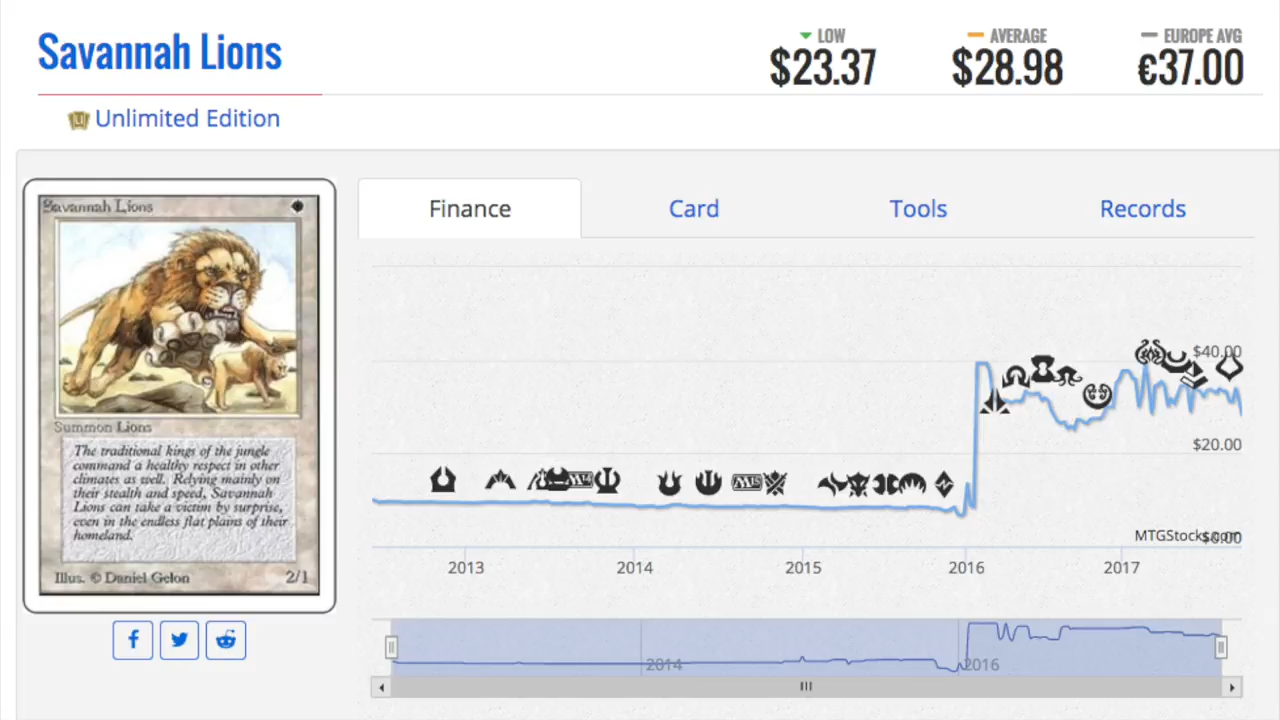 Savannah Lions
LOW
$23.37
AVERAGE
$28.98
EUROPE AVG
€37.00
Unlimited Edition
Savannah Lions
Summon Lions
The traditional kings of the jungle
command a healthy respect in other
climates as well. Relying mainly on
their stealth and speed, Savannah
Lions can take a victim by surprise,
even in the endless flat plains of their
homeland.
Illus. © Daniel Gelon
2/1
Finance
Card
Tools
Records
$40.00
$20.00
MTGStocks.com
$0.00
2013
2014
2015
2016
2017
2014
2016